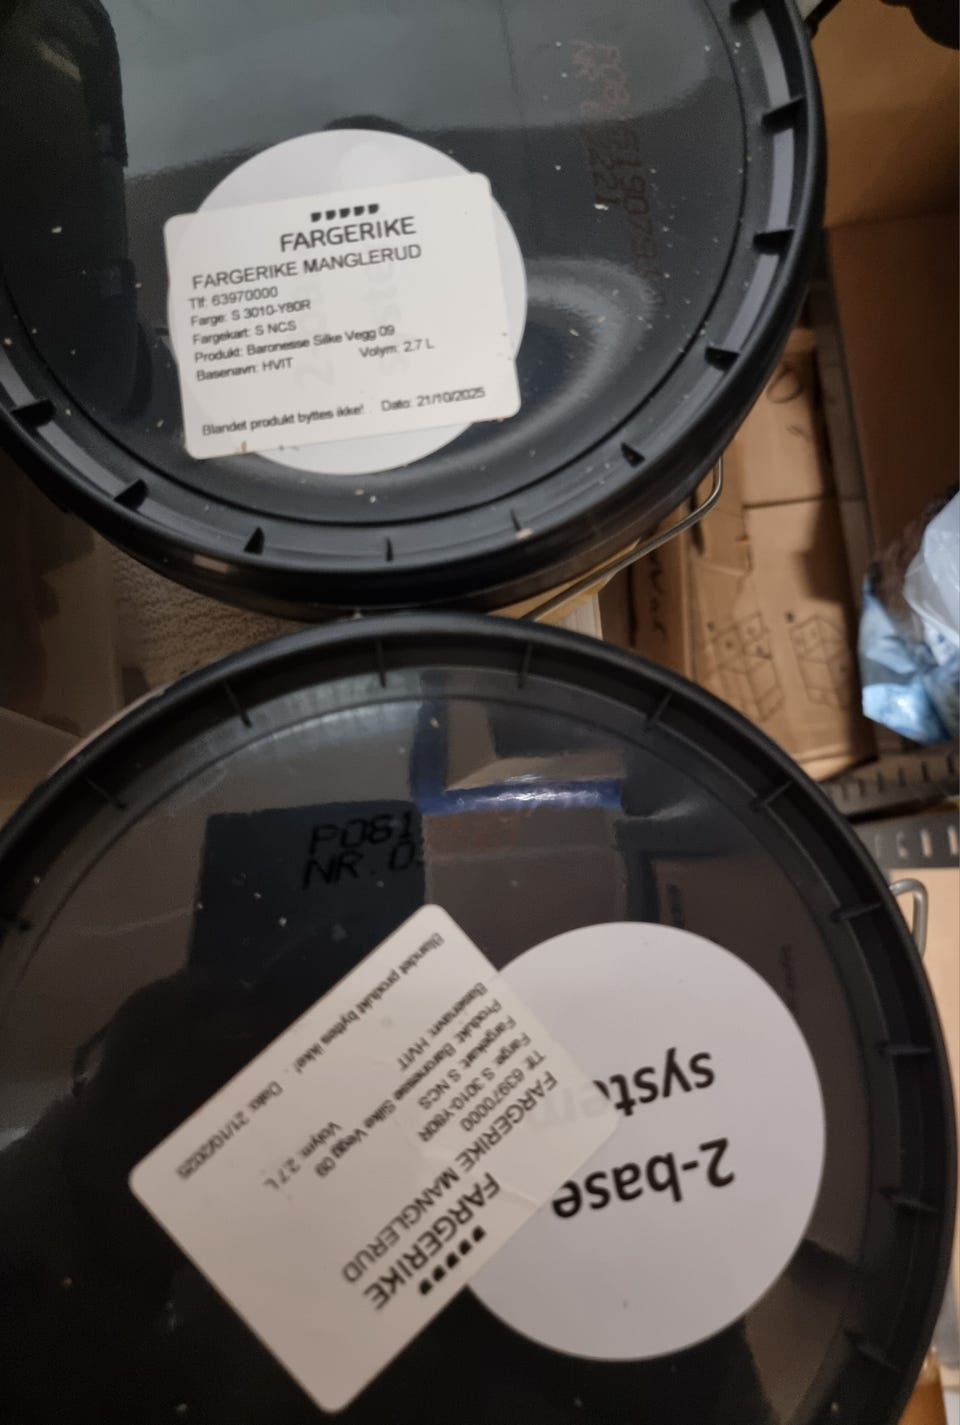 FARGERIKE
FARGERIKE MANGLERUD
Tlf: 63970000
Farge: S 3010-Y80R
Fargekart: S NCS
Produkt: Baronesse Silke Vegg 09
Basenavn: HVIT Volym: 2.7 L
Blandet produkt byttes ikke! Dato: 21/10/2025
P061
NR. 0
FARGERIKE
FARGERIKE MANGLERUD
Tlf: 63970000
Farge: S 3010-Y80R
Fargekart: S NCS
Produkt: Baronesse Silke Vegg 09
Basenavn: HVIT Volym: 2.7 L
Blandet produkt byttes ikke! Dato: 21/10/2025
2-base
system